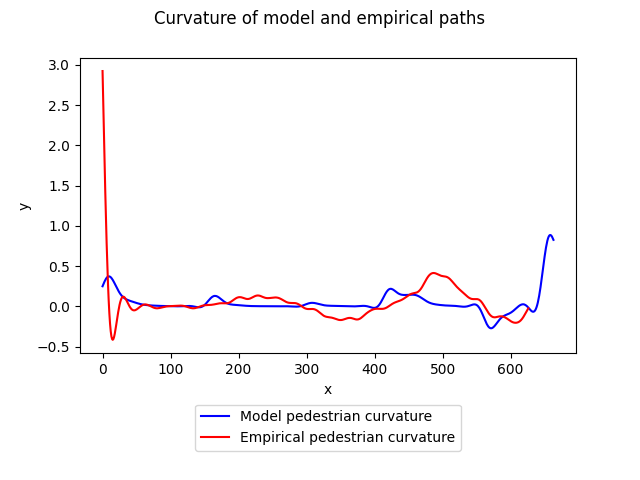 Curvature of model and empirical paths
3.0
2.5
2.0
1.5
1.0
0.5
0.0
−0.5
y
0 100 200 300 400 500 600
x
Model pedestrian curvature
Empirical pedestrian curvature